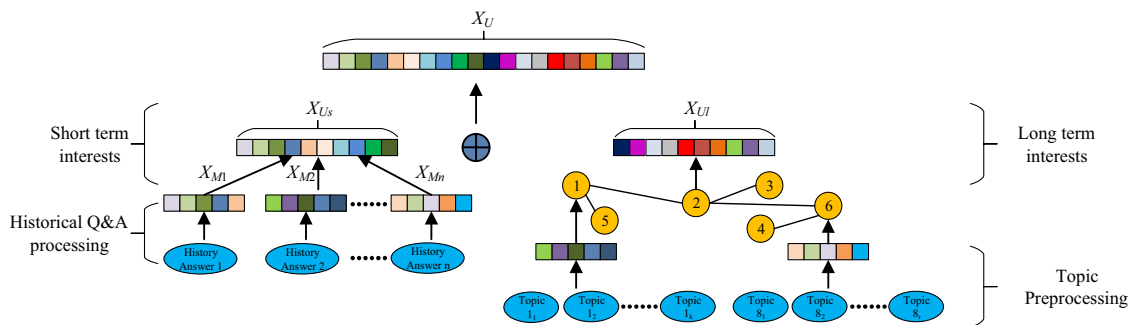 X_U
X_Us
X_Ul
Short term
interests
Long term
interests
X_M1
X_M2
X_Mn
1
2
3
5
4
6
Historical Q&A
processing
History
Answer 1
History
Answer 2
History
Answer n
Topic
Preprocessing
Topic
1_1
Topic
1_2
Topic
1_k
Topic
8_1
Topic
8_2
Topic
8_r